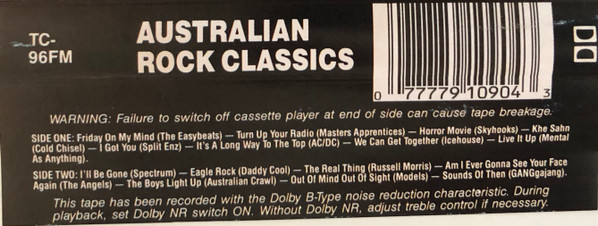 TC-
96FM
AUSTRALIAN
ROCK CLASSICS
0 77779 10904 3
WARNING: Failure to switch off cassette player at end of side can cause tape breakage.
SIDE ONE: Friday On My Mind (The Easybeats) — Turn Up Your Radio (Masters Apprentices) — Horror Movie (Skyhooks) — Khe Sahn
(Cold Chisel) — I Got You (Split Enz) — It's A Long Way To The Top (AC/DC) — We Can Get Together (Icehouse) — Live It Up (Mental
As Anything).
SIDE TWO: I'll Be Gone (Spectrum) — Eagle Rock (Daddy Cool) — The Real Thing (Russell Morris) — Am I Ever Gonna See Your Face
Again (The Angels) — The Boys Light Up (Australian Crawl) — Out Of Mind Out Of Sight (Models) — Sounds Of Then (GANGgajang).
This tape has been recorded with the Dolby B-Type noise reduction characteristic. During
playback, set Dolby NR switch ON. Without Dolby NR, adjust treble control if necessary.